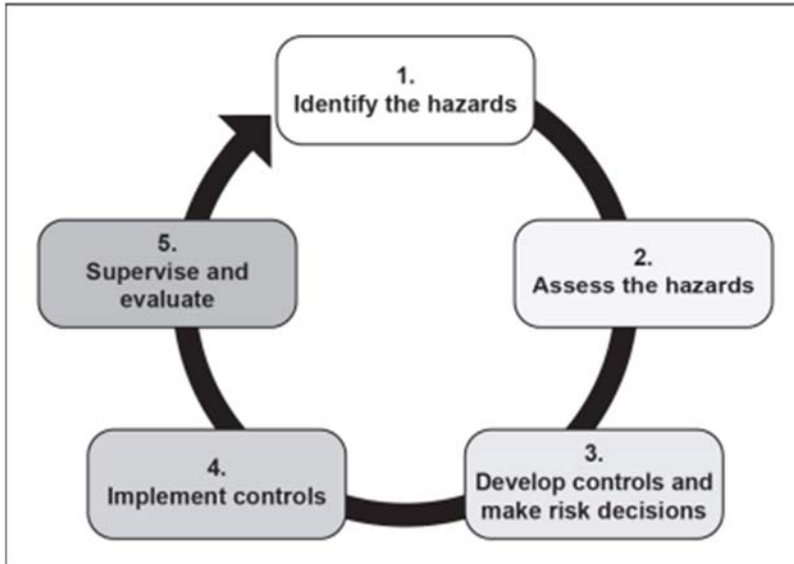 1.
Identify the hazards
2.
Assess the hazards
3.
Develop controls and
make risk decisions
4.
Implement controls
5.
Supervise and
evaluate